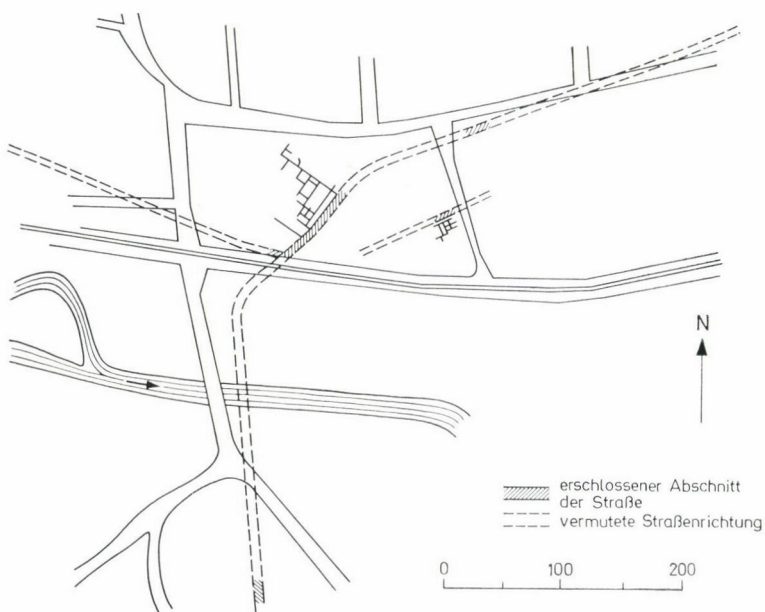 N
erschlossener Abschnitt
der Straße
vermutete Straßenrichtung
0 100 200